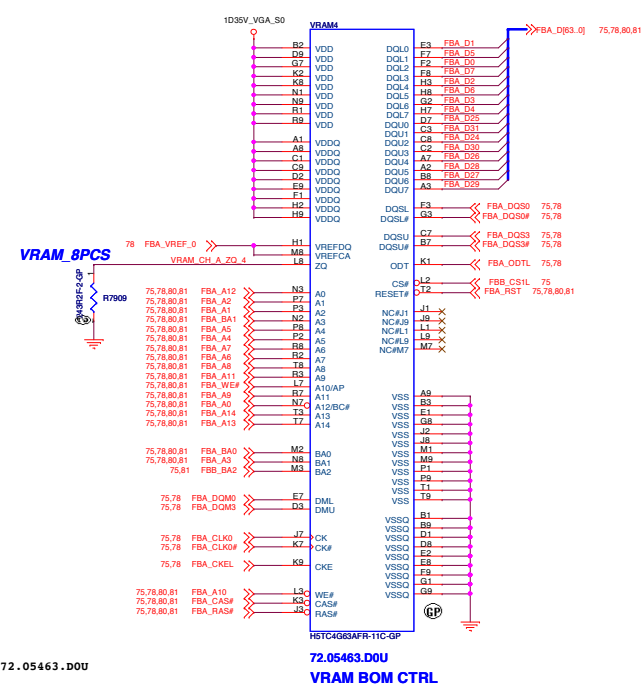 1D35V_VGA_S0
VRAM4
FBA_D[63..0] 75,78,80,81
B2 VDD DQL0 E3 FBA_D1
D9 VDD DQL1 F7 FBA_D5
G7 VDD DQL2 F2 FBA_D0
K2 VDD DQL3 F8 FBA_D7
K8 VDD DQL4 H3 FBA_D2
N1 VDD DQL5 H8 FBA_D6
N9 VDD DQL6 G2 FBA_D3
R1 VDD DQL7 H7 FBA_D4
R9 VDD DQU0 D7 FBA_D25
DQU1 C3 FBA_D31
A1 VDDQ DQU2 C8 FBA_D24
A8 VDDQ DQU3 C2 FBA_D30
C1 VDDQ DQU4 A7 FBA_D26
C9 VDDQ DQU5 A2 FBA_D28
D2 VDDQ DQU6 B8 FBA_D27
E9 VDDQ DQU7 A3 FBA_D29
F1 VDDQ
H2 VDDQ DQSL F3 FBA_DQS0 75,78
H9 VDDQ DQSL# G3 FBA_DQS0# 75,78
DQSU C7 FBA_DQS3 75,78
78 FBA_VREF_0 H1 VREFDQ DQSU# B7 FBA_DQS3# 75,78
M8 VREFCA
VRAM_8PCS
VRAM_CH_A_ZQ_4 L8 ZQ ODT K1 FBA_ODTL 75,78
1
243R2F-2-GP
R7909
GP
CS# L2 FBB_CS1L 75
RESET# T2 FBA_RST 75,78,80,81
75,78,80,81 FBA_A12 N3 A0
75,78,80,81 FBA_A2 P7 A1
75,78,80,81 FBA_A1 P3 A2 NC#J1 J1
75,78,80,81 FBA_BA1 N2 A3 NC#J9 J9
75,78,80,81 FBA_A5 P8 A4 NC#L1 L1
75,78,80,81 FBA_A4 P2 A5 NC#L9 L9
75,78,80,81 FBA_A7 R8 A6 NC#M7 M7
75,78,80,81 FBA_A6 R2 A7
75,78,80,81 FBA_A8 T8 A8
75,78,80,81 FBA_A11 R3 A9
75,78,80,81 FBA_WE# L7 A10/AP
75,78,80,81 FBA_A9 R7 A11 VSS A9
75,78,80,81 FBA_A0 N7 A12/BC# VSS B3
75,78,80,81 FBA_A14 T3 A13 VSS E1
75,78,80,81 FBA_A13 T7 A14 VSS G8
VSS J2
VSS J8
75,78,80,81 FBA_BA0 M2 BA0 VSS M1
75,78,80,81 FBA_A3 N8 BA1 VSS M9
75,81 FBB_BA2 M3 BA2 VSS P1
VSS P9
VSS T1
75,78 FBA_DQM0 E7 DML VSS T9
75,78 FBA_DQM3 D3 DMU
VSSQ B1
VSSQ B9
75,78 FBA_CLK0 J7 CK VSSQ D1
75,78 FBA_CLK0# K7 CK# VSSQ D8
VSSQ E2
75,78 FBA_CKEL K9 CKE VSSQ E8
VSSQ F9
VSSQ G1
75,78,80,81 FBA_A10 L3 WE# VSSQ G9
75,78,80,81 FBA_CAS# K3 CAS#
75,78,80,81 FBA_RAS# J3 RAS#
GP
H5TC4G63AFR-11C-GP
72.05463.D0U
72.05463.D0U
VRAM BOM CTRL